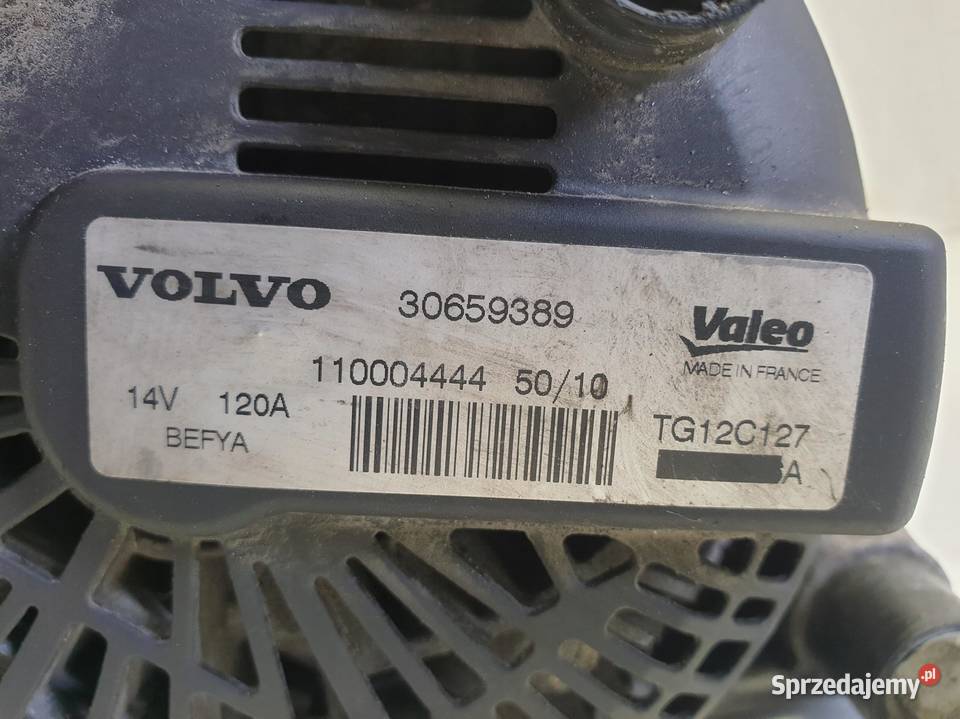 VOLVO
30659389
Valeo
MADE IN FRANCE
110004444 50/10
14V 120A
BEFYA
TG12C127
A
Sprzedajemy.pl